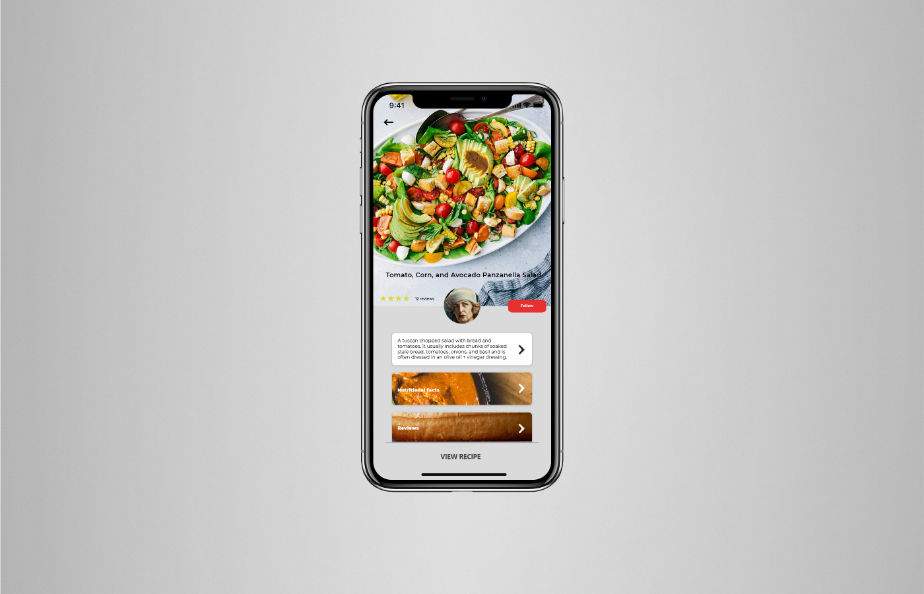 9:41
Tomato, Corn, and Avocado Panzanella Salad
12 reviews
Follow
A tuscan chopped salad with bread and
tomatoes. It usually includes chunks of soaked
stale bread, tomatoes, onions, and basil and is
often dressed in an olive oil + vinegar dressing.
Nutritional Facts
Reviews
VIEW RECIPE